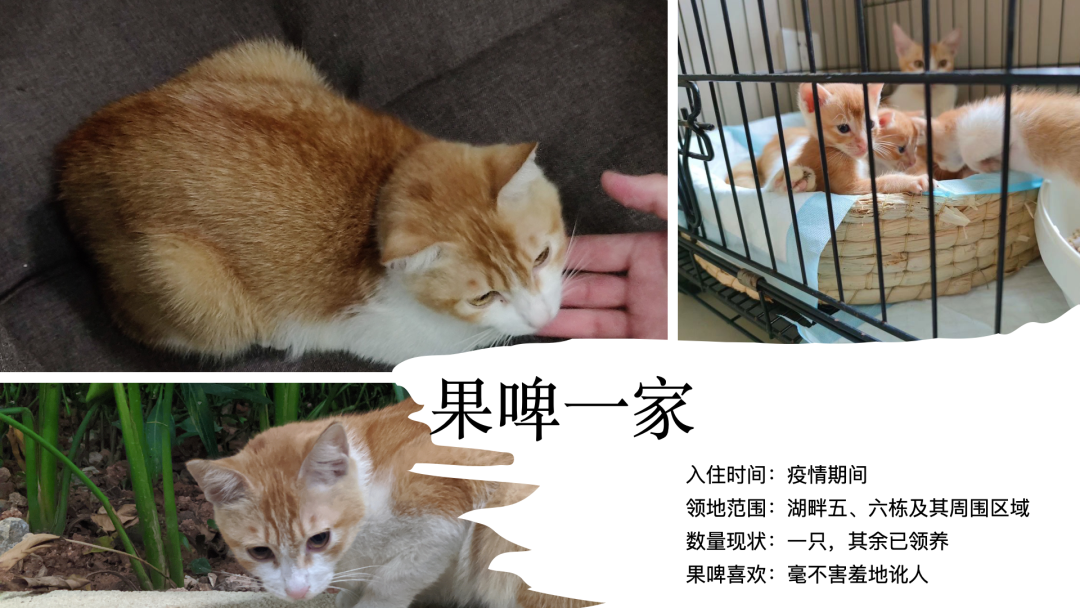 果啤一家
入住时间：疫情期间
领地范围：湖畔五、六栋及其周围区域
数量现状：一只，其余已领养
果啤喜欢：毫不害羞地讹人